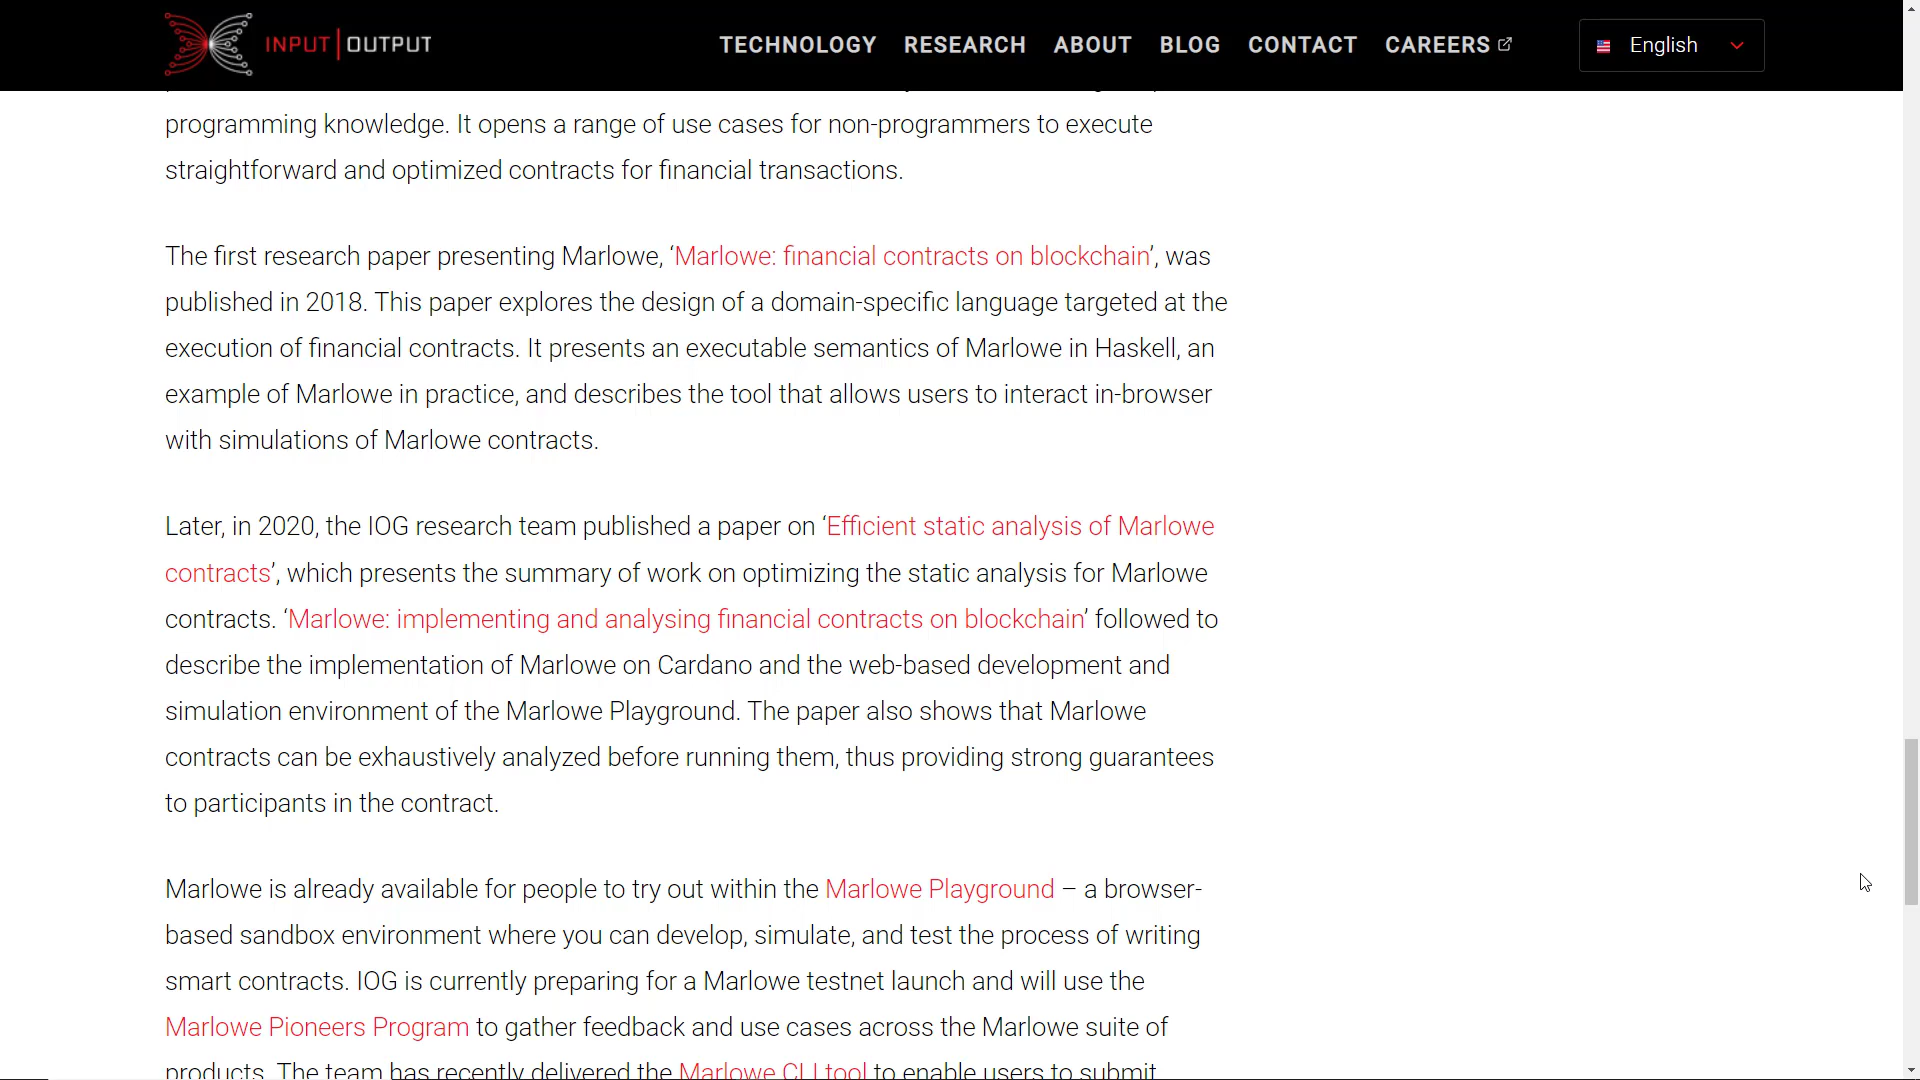 INPUT|OUTPUT
TECHNOLOGY RESEARCH ABOUT BLOG CONTACT CAREERS
English
programming knowledge. It opens a range of use cases for non-programmers to execute
straightforward and optimized contracts for financial transactions.
The first research paper presenting Marlowe, ‘Marlowe: financial contracts on blockchain’, was
published in 2018. This paper explores the design of a domain-specific language targeted at the
execution of financial contracts. It presents an executable semantics of Marlowe in Haskell, an
example of Marlowe in practice, and describes the tool that allows users to interact in-browser
with simulations of Marlowe contracts.
Later, in 2020, the IOG research team published a paper on ‘Efficient static analysis of Marlowe
contracts’, which presents the summary of work on optimizing the static analysis for Marlowe
contracts. ‘Marlowe: implementing and analysing financial contracts on blockchain’ followed to
describe the implementation of Marlowe on Cardano and the web-based development and
simulation environment of the Marlowe Playground. The paper also shows that Marlowe
contracts can be exhaustively analyzed before running them, thus providing strong guarantees
to participants in the contract.
Marlowe is already available for people to try out within the Marlowe Playground – a browser-
based sandbox environment where you can develop, simulate, and test the process of writing
smart contracts. IOG is currently preparing for a Marlowe testnet launch and will use the
Marlowe Pioneers Program to gather feedback and use cases across the Marlowe suite of
products. The team has recently delivered the Marlowe CLI tool to enable users to submit